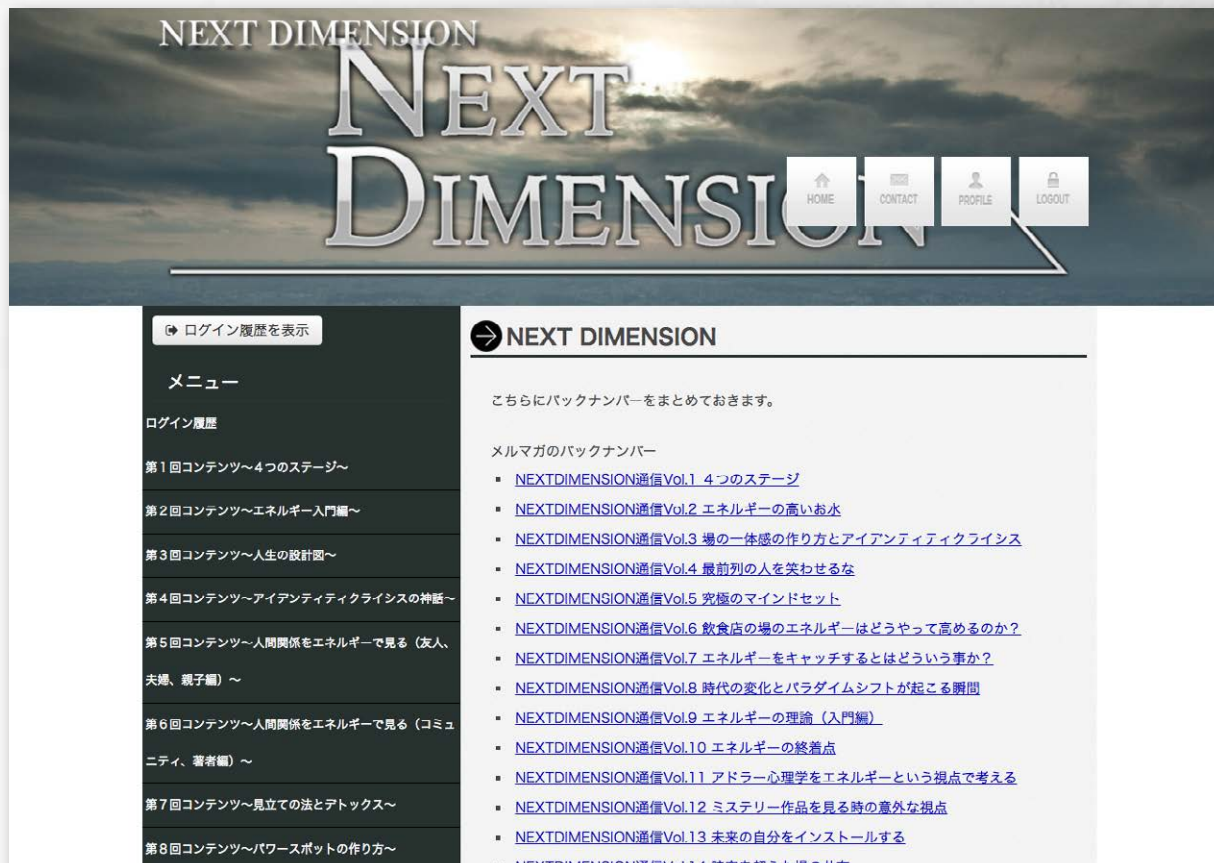 NEXT DIMENSION
NEXT
DIMENSION
HOME
CONTACT
PROFILE
LOGOUT
ログイン履歴を表示
メニュー
ログイン履歴
第1回コンテンツ〜4つのステージ〜
第2回コンテンツ〜エネルギー入門編〜
第3回コンテンツ〜人生の設計図〜
第4回コンテンツ〜アイデンティティクライシスの神話〜
第5回コンテンツ〜人間関係をエネルギーで見る（友人、
夫婦、親子編）〜
第6回コンテンツ〜人間関係をエネルギーで見る（コミュ
ニティ、著者編）〜
第7回コンテンツ〜見立ての法とデトックス〜
第8回コンテンツ〜パワースポットの作り方〜
NEXT DIMENSION
こちらにバックナンバーをまとめておきます。
メルマガのバックナンバー
NEXTDIMENSION通信Vol.1 4つのステージ
NEXTDIMENSION通信Vol.2 エネルギーの高いお水
NEXTDIMENSION通信Vol.3 場の一体感の作り方とアイデンティティクライシス
NEXTDIMENSION通信Vol.4 最前列の人を笑わせるな
NEXTDIMENSION通信Vol.5 究極のマインドセット
NEXTDIMENSION通信Vol.6 飲食店の場のエネルギーはどうやって高めるのか？
NEXTDIMENSION通信Vol.7 エネルギーをキャッチするとはどういう事か？
NEXTDIMENSION通信Vol.8 時代の変化とパラダイムシフトが起こる瞬間
NEXTDIMENSION通信Vol.9 エネルギーの理論（入門編）
NEXTDIMENSION通信Vol.10 エネルギーの終着点
NEXTDIMENSION通信Vol.11 アドラー心理学をエネルギーという視点で考える
NEXTDIMENSION通信Vol.12 ミステリー作品を見る時の意外な視点
NEXTDIMENSION通信Vol.13 未来の自分をインストールする